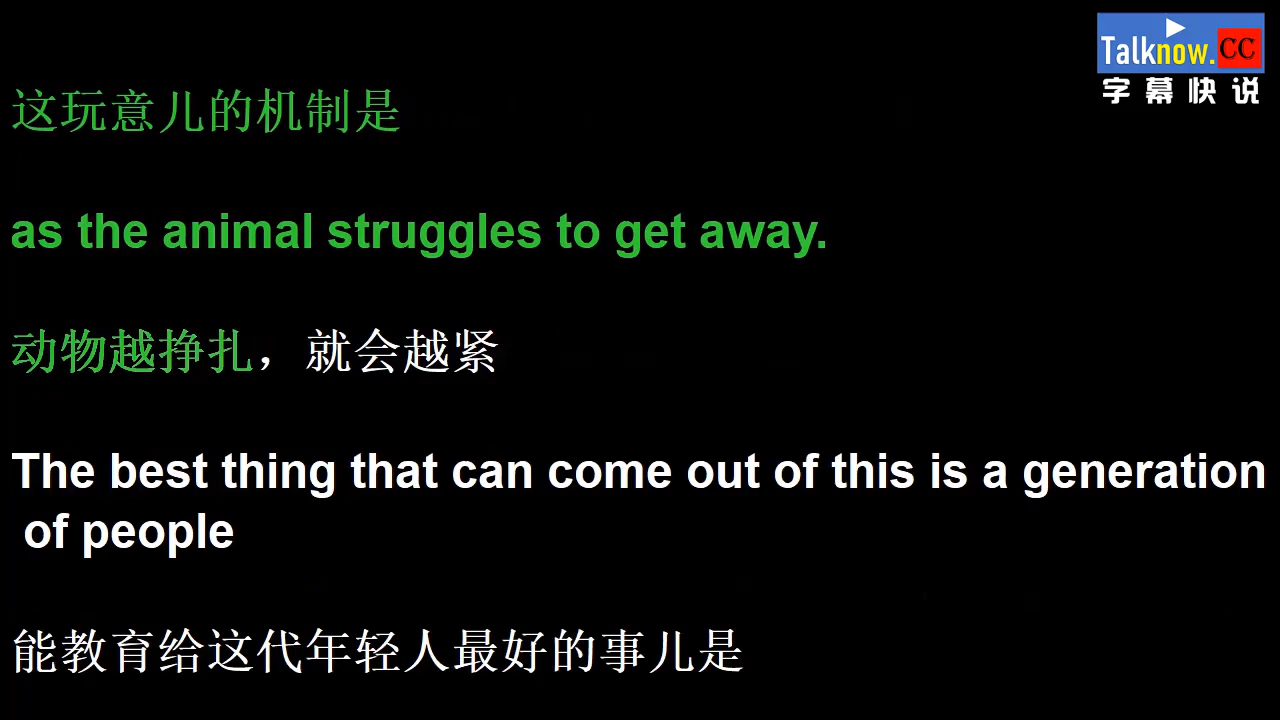 Talknow.CC
字幕快说
这玩意儿的机制是
as the animal struggles to get away.
动物越挣扎，就会越紧
The best thing that can come out of this is a generation
of people
能教育给这代年轻人最好的事儿是